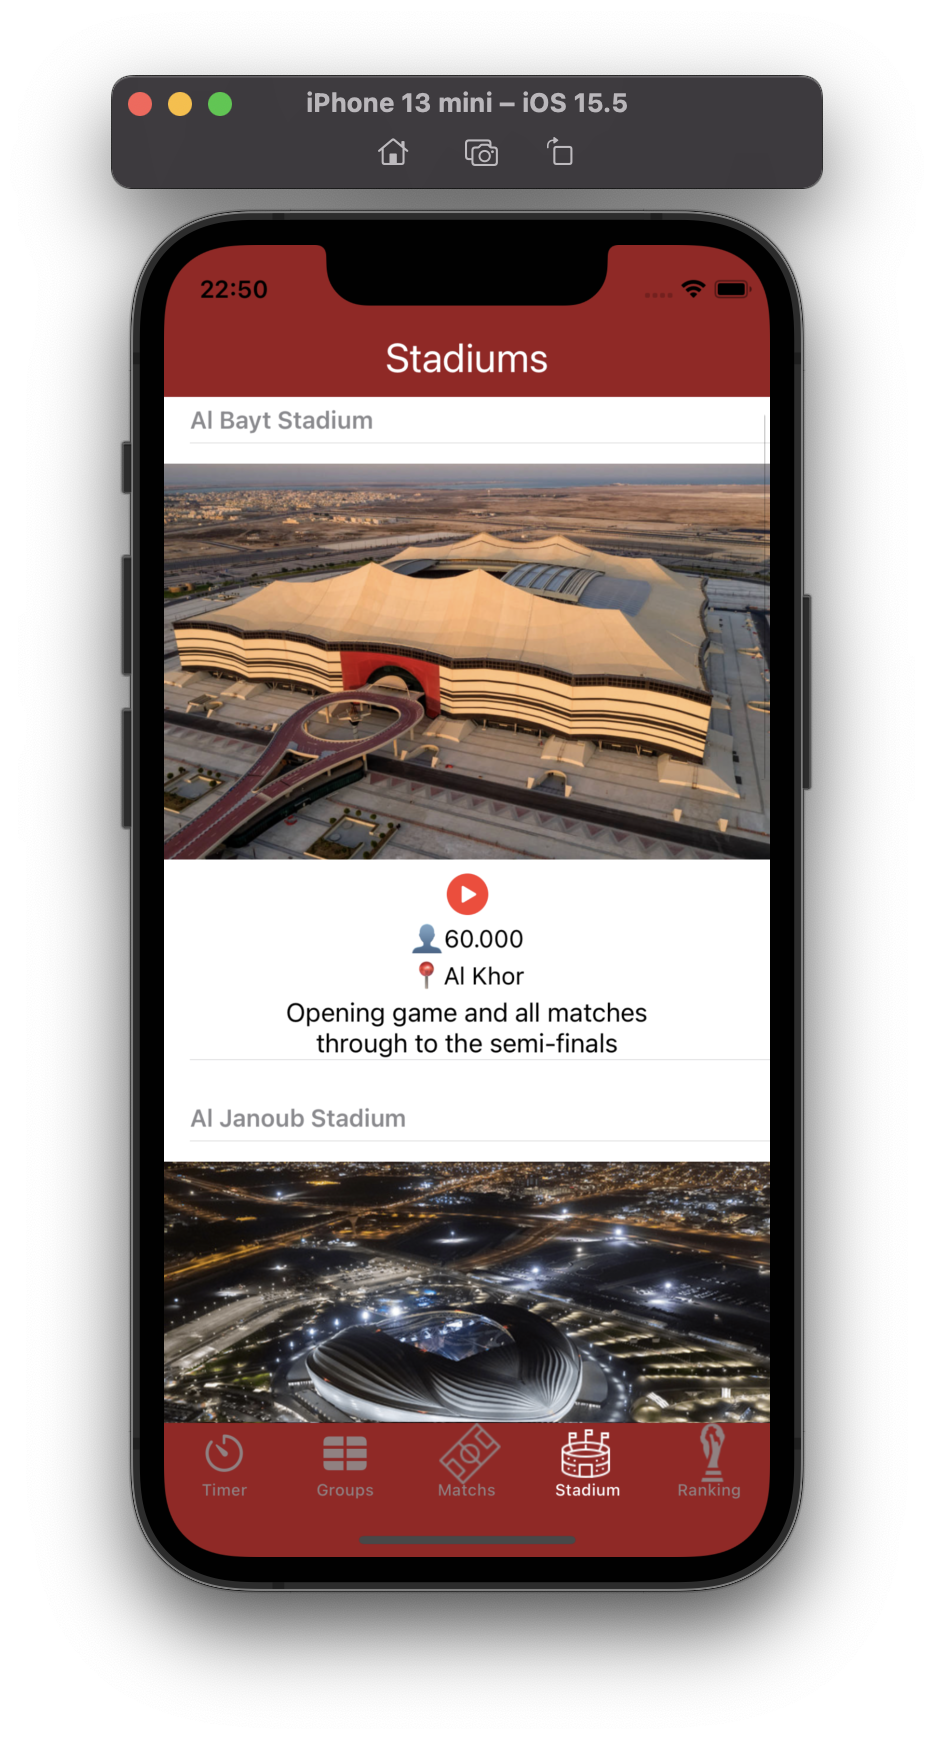 iPhone 13 mini – iOS 15.5
22:50
Stadiums
Al Bayt Stadium
60.000
Al Khor
Opening game and all matches
through to the semi-finals
Al Janoub Stadium
Timer
Groups
Matchs
Stadium
Ranking